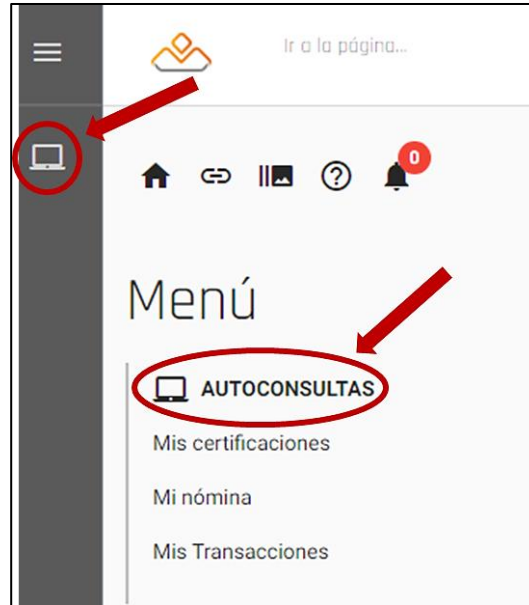 Ir a la página...
0
Menú
AUTOCONSULTAS
Mis certificaciones
Mi nómina
Mis Transacciones